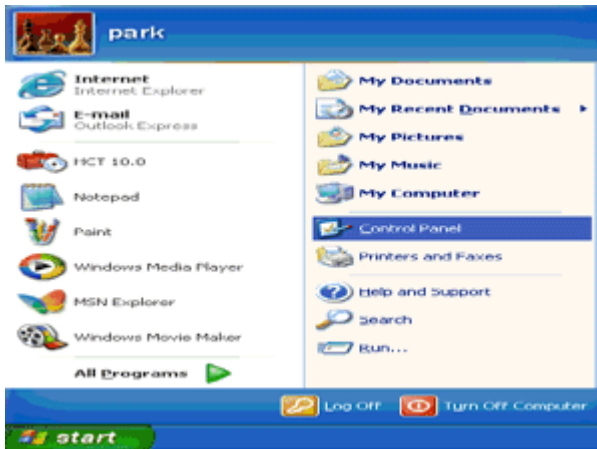 park
Internet
Internet Explorer
E-mail
Outlook Express
HCT 10.0
Notepad
Paint
Windows Media Player
MSN Explorer
Windows Movie Maker
All Programs
My Documents
My Recent Documents
My Pictures
My Music
My Computer
Control Panel
Printers and Faxes
Help and Support
Search
Run...
Log Off
Turn Off Computer
start